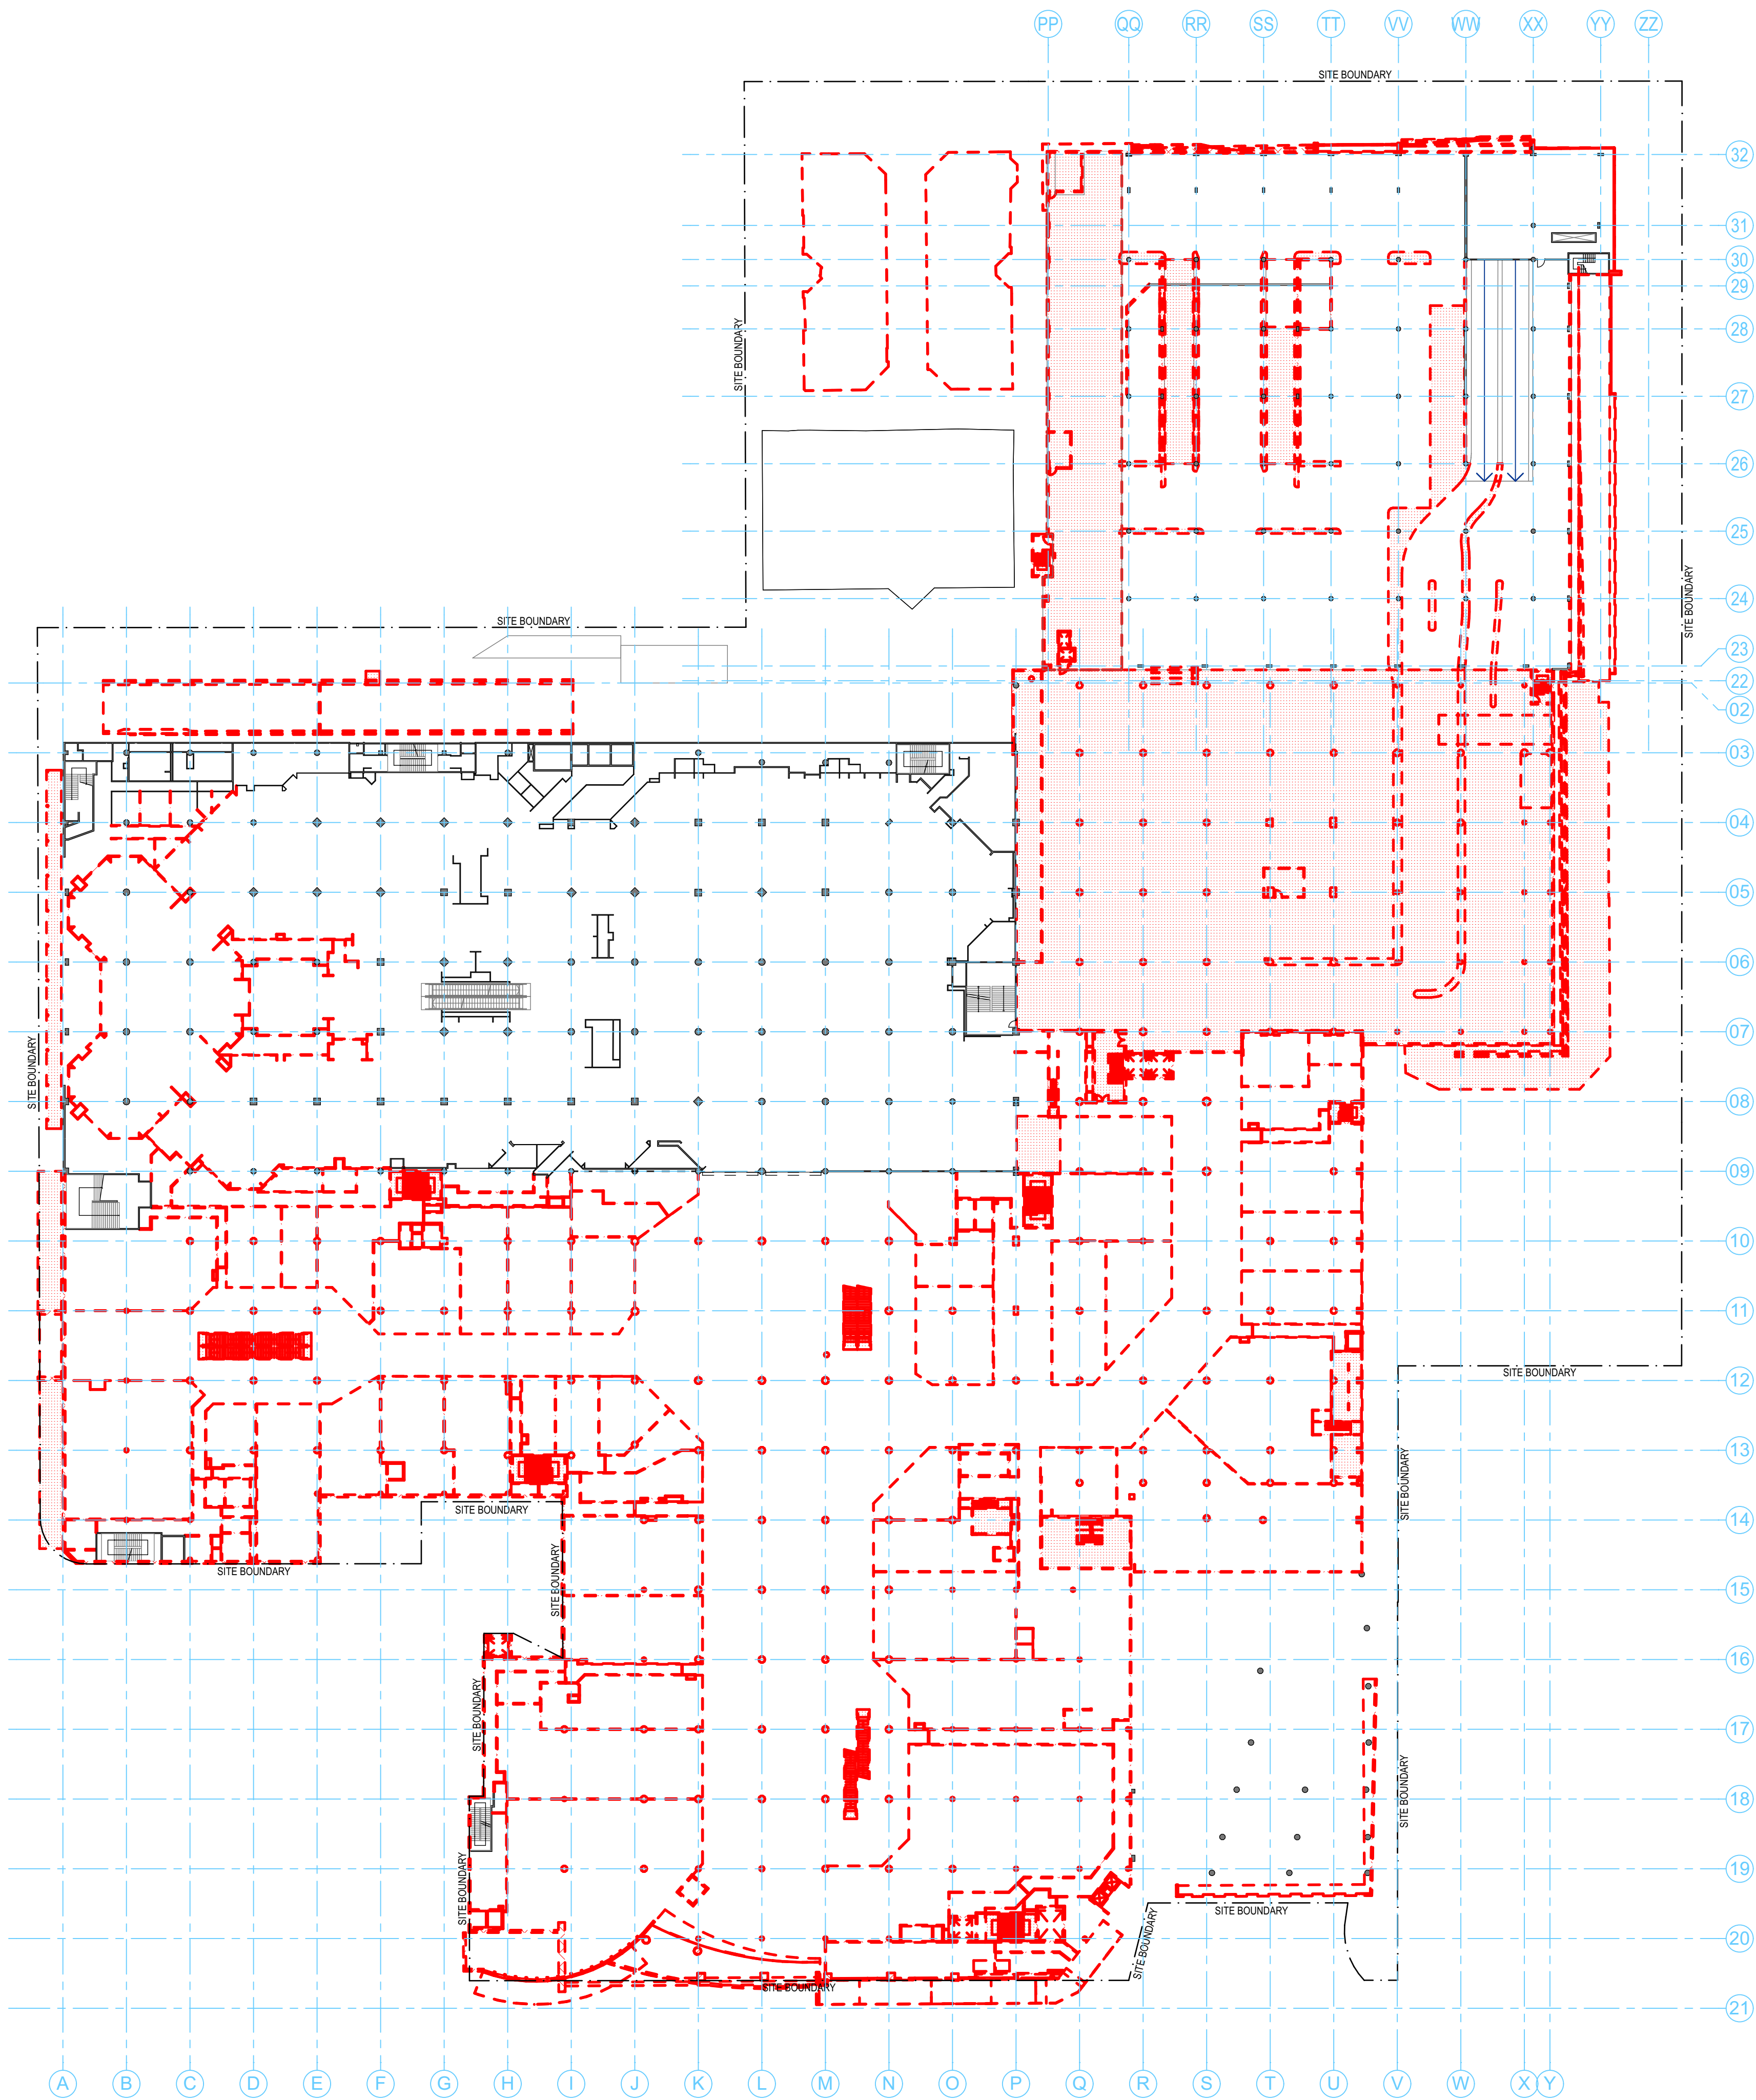 PP QQ RR SS TT VV WW XX YY ZZ
SITE BOUNDARY
32
31
30
29
28
SITE BOUNDARY
27
26
25
24
SITE BOUNDARY
SITE BOUNDARY
23
22
02
03
04
05
06
07
SITE BOUNDARY
08
09
10
11
SITE BOUNDARY
12
13
SITE BOUNDARY
SITE BOUNDARY
14
SITE BOUNDARY
SITE BOUNDARY
15
16
SITE BOUNDARY
17
SITE BOUNDARY
18
19
SITE BOUNDARY
SITE BOUNDARY
20
SITE BOUNDARY
SITE BOUNDARY
21
A B C D E F G H I J K L M N O P Q R S T U V W X Y